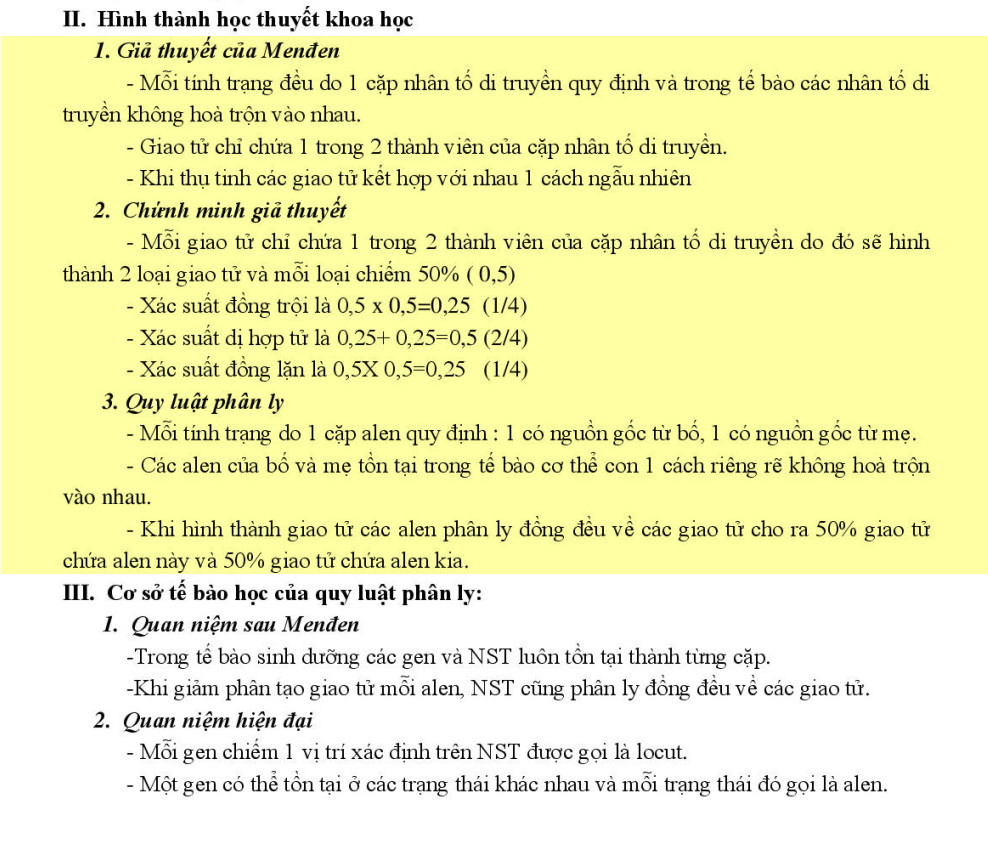 II. Hình thành học thuyết khoa học
1. Giả thuyết của Menđen
- Mỗi tính trạng đều do 1 cặp nhân tố di truyền quy định và trong tế bào các nhân tố di
truyền không hoà trộn vào nhau.
- Giao tử chỉ chứa 1 trong 2 thành viên của cặp nhân tố di truyền.
- Khi thụ tinh các giao tử kết hợp với nhau 1 cách ngẫu nhiên
2. Chứnh minh giả thuyết
- Mỗi giao tử chỉ chứa 1 trong 2 thành viên của cặp nhân tố di truyền do đó sẽ hình
thành 2 loại giao tử và mỗi loại chiếm 50% ( 0,5)
- Xác suất đồng trội là 0,5 x 0,5=0,25 (1/4)
- Xác suất dị hợp tử là 0,25+ 0,25=0,5 (2/4)
- Xác suất đồng lặn là 0,5X 0,5=0,25 (1/4)
3. Quy luật phân ly
- Mỗi tính trạng do 1 cặp alen quy định : 1 có nguồn gốc từ bố, 1 có nguồn gốc từ mẹ.
- Các alen của bố và mẹ tồn tại trong tế bào cơ thể con 1 cách riêng rẽ không hoà trộn
vào nhau.
- Khi hình thành giao tử các alen phân ly đồng đều về các giao tử cho ra 50% giao tử
chứa alen này và 50% giao tử chứa alen kia.
III. Cơ sở tế bào học của quy luật phân ly:
1. Quan niệm sau Menđen
-Trong tế bào sinh dưỡng các gen và NST luôn tồn tại thành từng cặp.
-Khi giảm phân tạo giao tử mỗi alen, NST cũng phân ly đồng đều về các giao tử.
2. Quan niệm hiện đại
- Mỗi gen chiếm 1 vị trí xác định trên NST được gọi là locut.
- Một gen có thể tồn tại ở các trạng thái khác nhau và mỗi trạng thái đó gọi là alen.